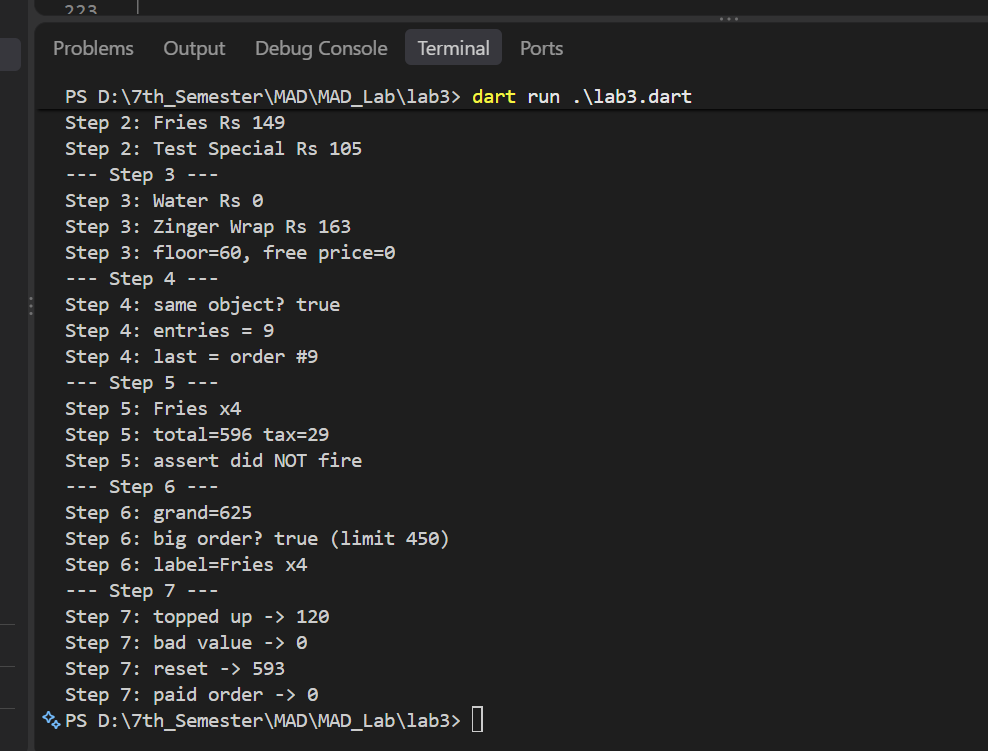 223
Problems Output Debug Console Terminal Ports
PS D:\7th_Semester\MAD\MAD_Lab\lab3> dart run .\lab3.dart
Step 2: Fries Rs 149
Step 2: Test Special Rs 105
--- Step 3 ---
Step 3: Water Rs 0
Step 3: Zinger Wrap Rs 163
Step 3: floor=60, free price=0
--- Step 4 ---
Step 4: same object? true
Step 4: entries = 9
Step 4: last = order #9
--- Step 5 ---
Step 5: Fries x4
Step 5: total=596 tax=29
Step 5: assert did NOT fire
--- Step 6 ---
Step 6: grand=625
Step 6: big order? true (limit 450)
Step 6: label=Fries x4
--- Step 7 ---
Step 7: topped up -> 120
Step 7: bad value -> 0
Step 7: reset -> 593
Step 7: paid order -> 0
PS D:\7th_Semester\MAD\MAD_Lab\lab3>